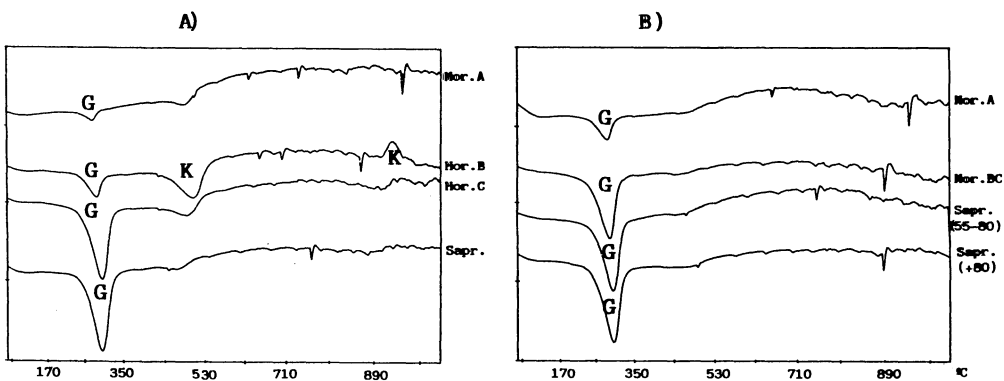 A)
G
Hor.A
G
K
K
Hor.B
G
Hor.C
G
Sapr.
170 350 530 710 890
B)
G
Hor.A
G
Hor.BC
G
Sapr.
(55-80)
G
Sapr.
(+80)
170 350 530 710 890 ºC